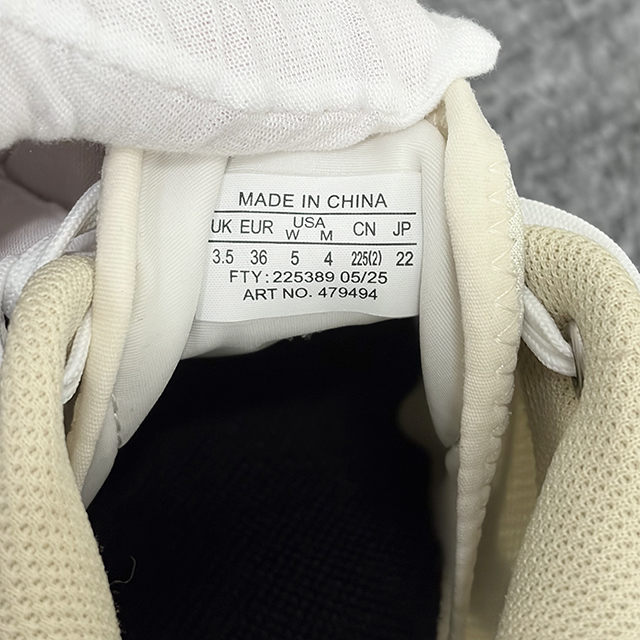 MADE IN CHINA
UK EUR USA CN JP
W M
3.5 36 5 4 225(2) 22
FTY: 225389 05/25
ART NO. 479494